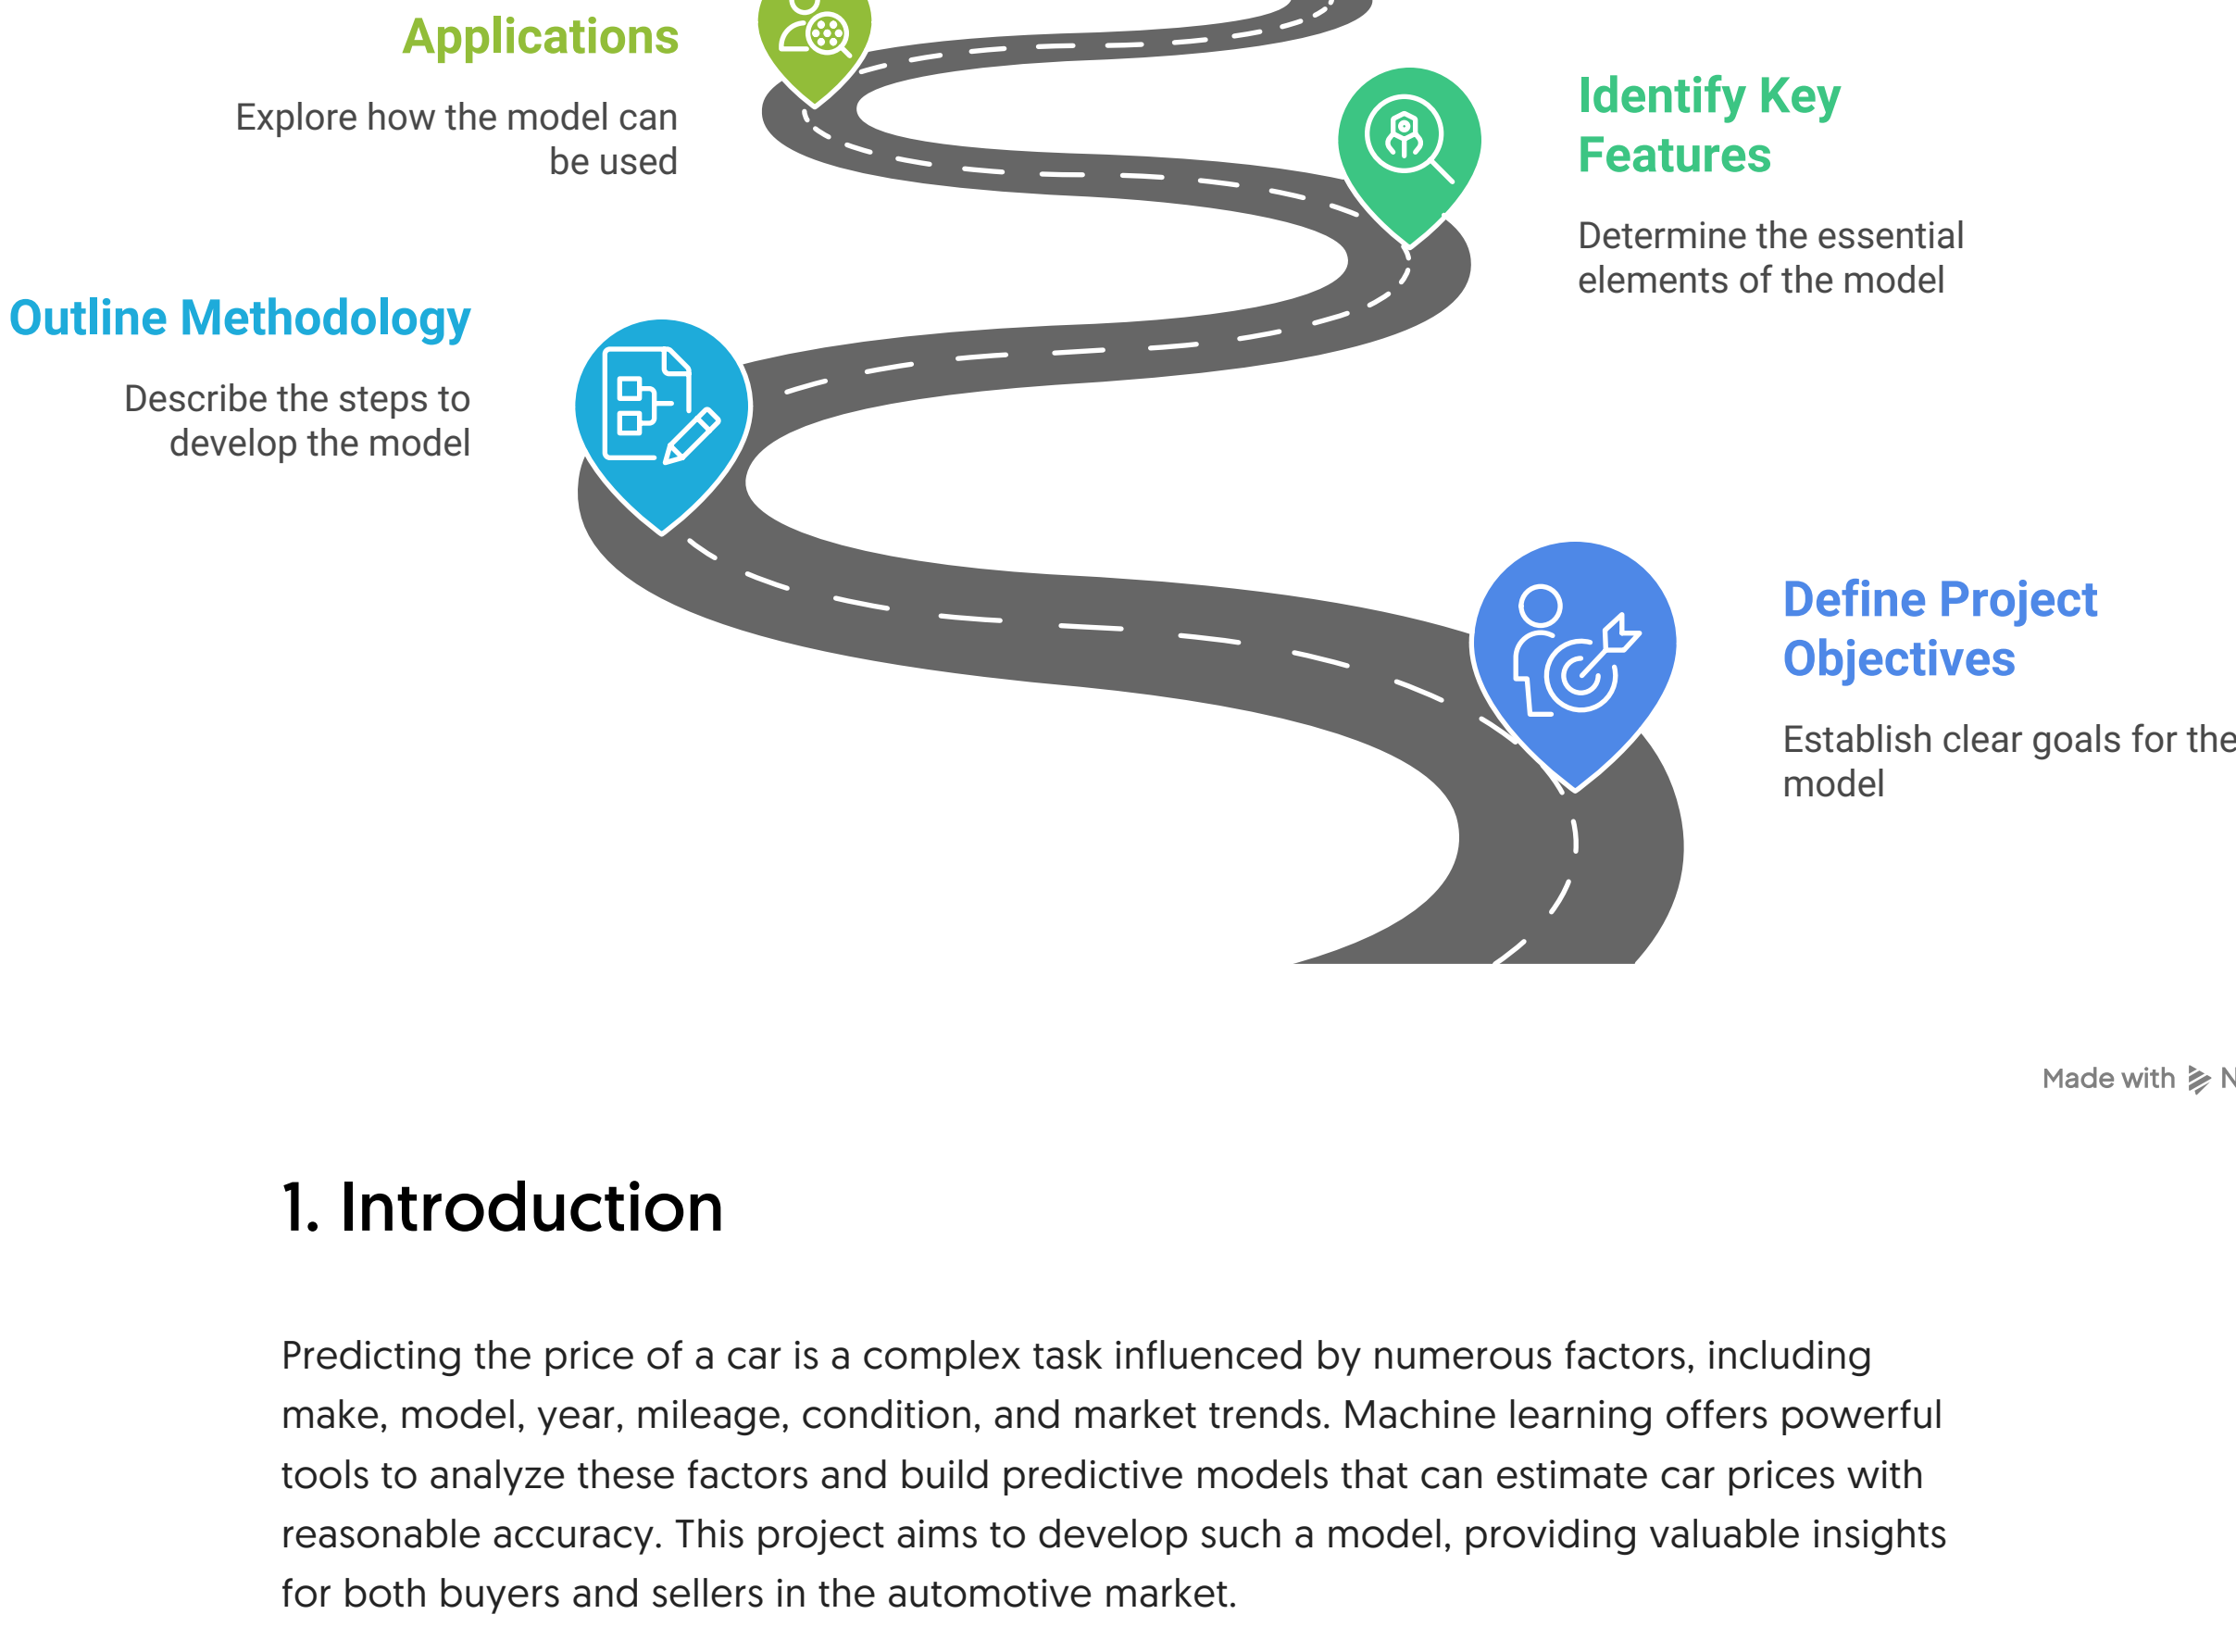 Applications
Explore how the model can
be used
Identify Key
Features
Determine the essential
elements of the model
Outline Methodology
Describe the steps to
develop the model
Define Project
Objectives
Establish clear goals for the
model
Made with
1. Introduction
Predicting the price of a car is a complex task influenced by numerous factors, including
make, model, year, mileage, condition, and market trends. Machine learning offers powerful
tools to analyze these factors and build predictive models that can estimate car prices with
reasonable accuracy. This project aims to develop such a model, providing valuable insights
for both buyers and sellers in the automotive market.